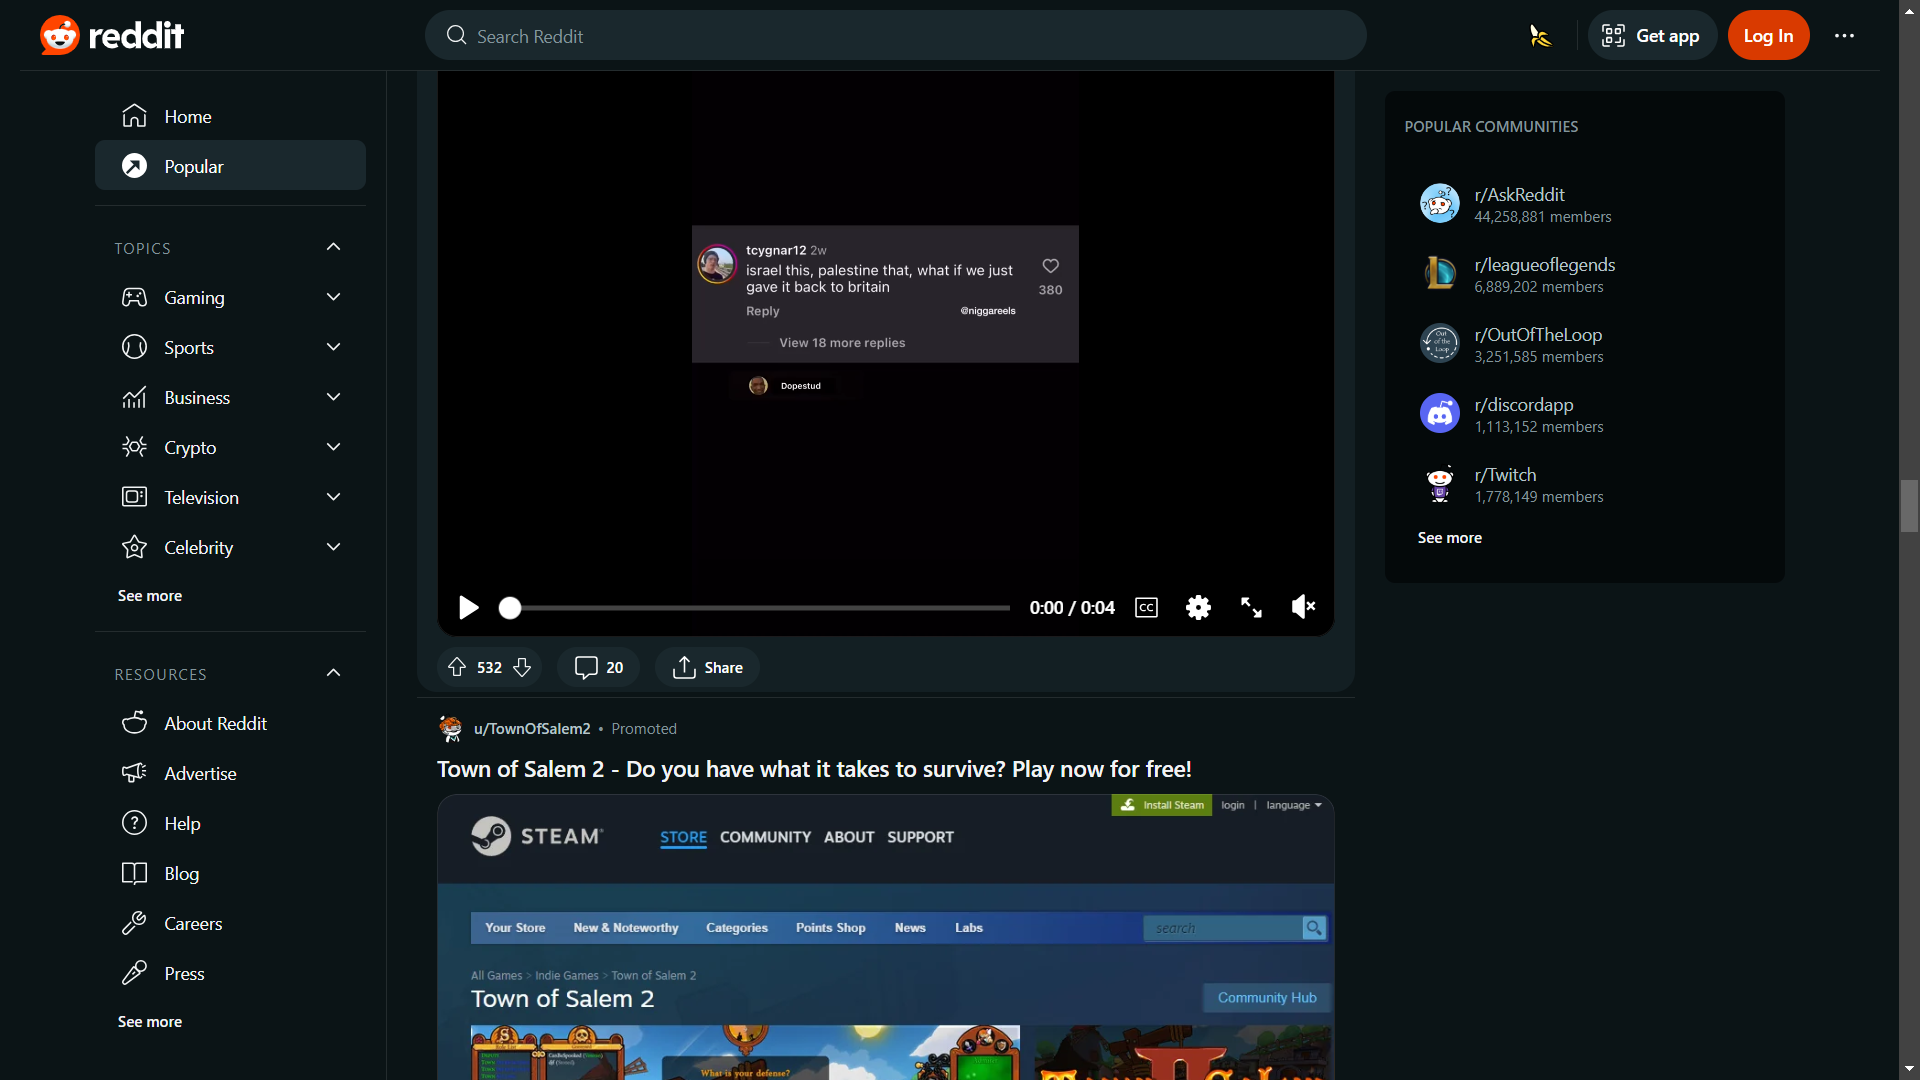 reddit
Search Reddit
Get app
Log In
Home
Popular
TOPICS
Gaming
Sports
Business
Crypto
Television
Celebrity
See more
RESOURCES
About Reddit
Advertise
Help
Blog
Careers
Press
See more
tcygnar12 2w
israel this, palestine that, what if we just
gave it back to britain
380
Reply
@niggareels
View 18 more replies
Dopestud
0:00 / 0:04
CC
532
20
Share
u/TownOfSalem2 • Promoted
Town of Salem 2 - Do you have what it takes to survive? Play now for free!
Install Steam login | language
STEAM
STORE COMMUNITY ABOUT SUPPORT
Your Store New & Noteworthy Categories Points Shop News Labs
search
All Games > Indie Games > Town of Salem 2
Town of Salem 2
Community Hub
What is your defense?
POPULAR COMMUNITIES
r/AskReddit
44,258,881 members
r/leagueoflegends
6,889,202 members
Out of the Loop
r/OutOfTheLoop
3,251,585 members
r/discordapp
1,113,152 members
r/Twitch
1,778,149 members
See more